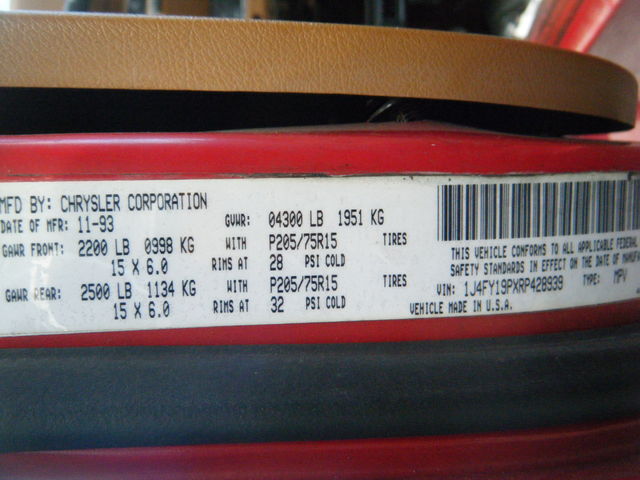 MFD BY: CHRYSLER CORPORATION
DATE OF MFR: 11-93 GVWR: 04300 LB 1951 KG
GAWR FRONT: 2200 LB 0998 KG WITH P205/75R15 TIRES
15 X 6.0 RIMS AT 28 PSI COLD
GAWR REAR: 2500 LB 1134 KG WITH P205/75R15 TIRES
15 X 6.0 RIMS AT 32 PSI COLD
THIS VEHICLE CONFORMS TO ALL APPLICABLE FEDERAL
SAFETY STANDARDS IN EFFECT ON THE DATE OF MANUFA
VIN: 1J4FY19PXRP428939 TYPE: MPV
VEHICLE MADE IN U.S.A.